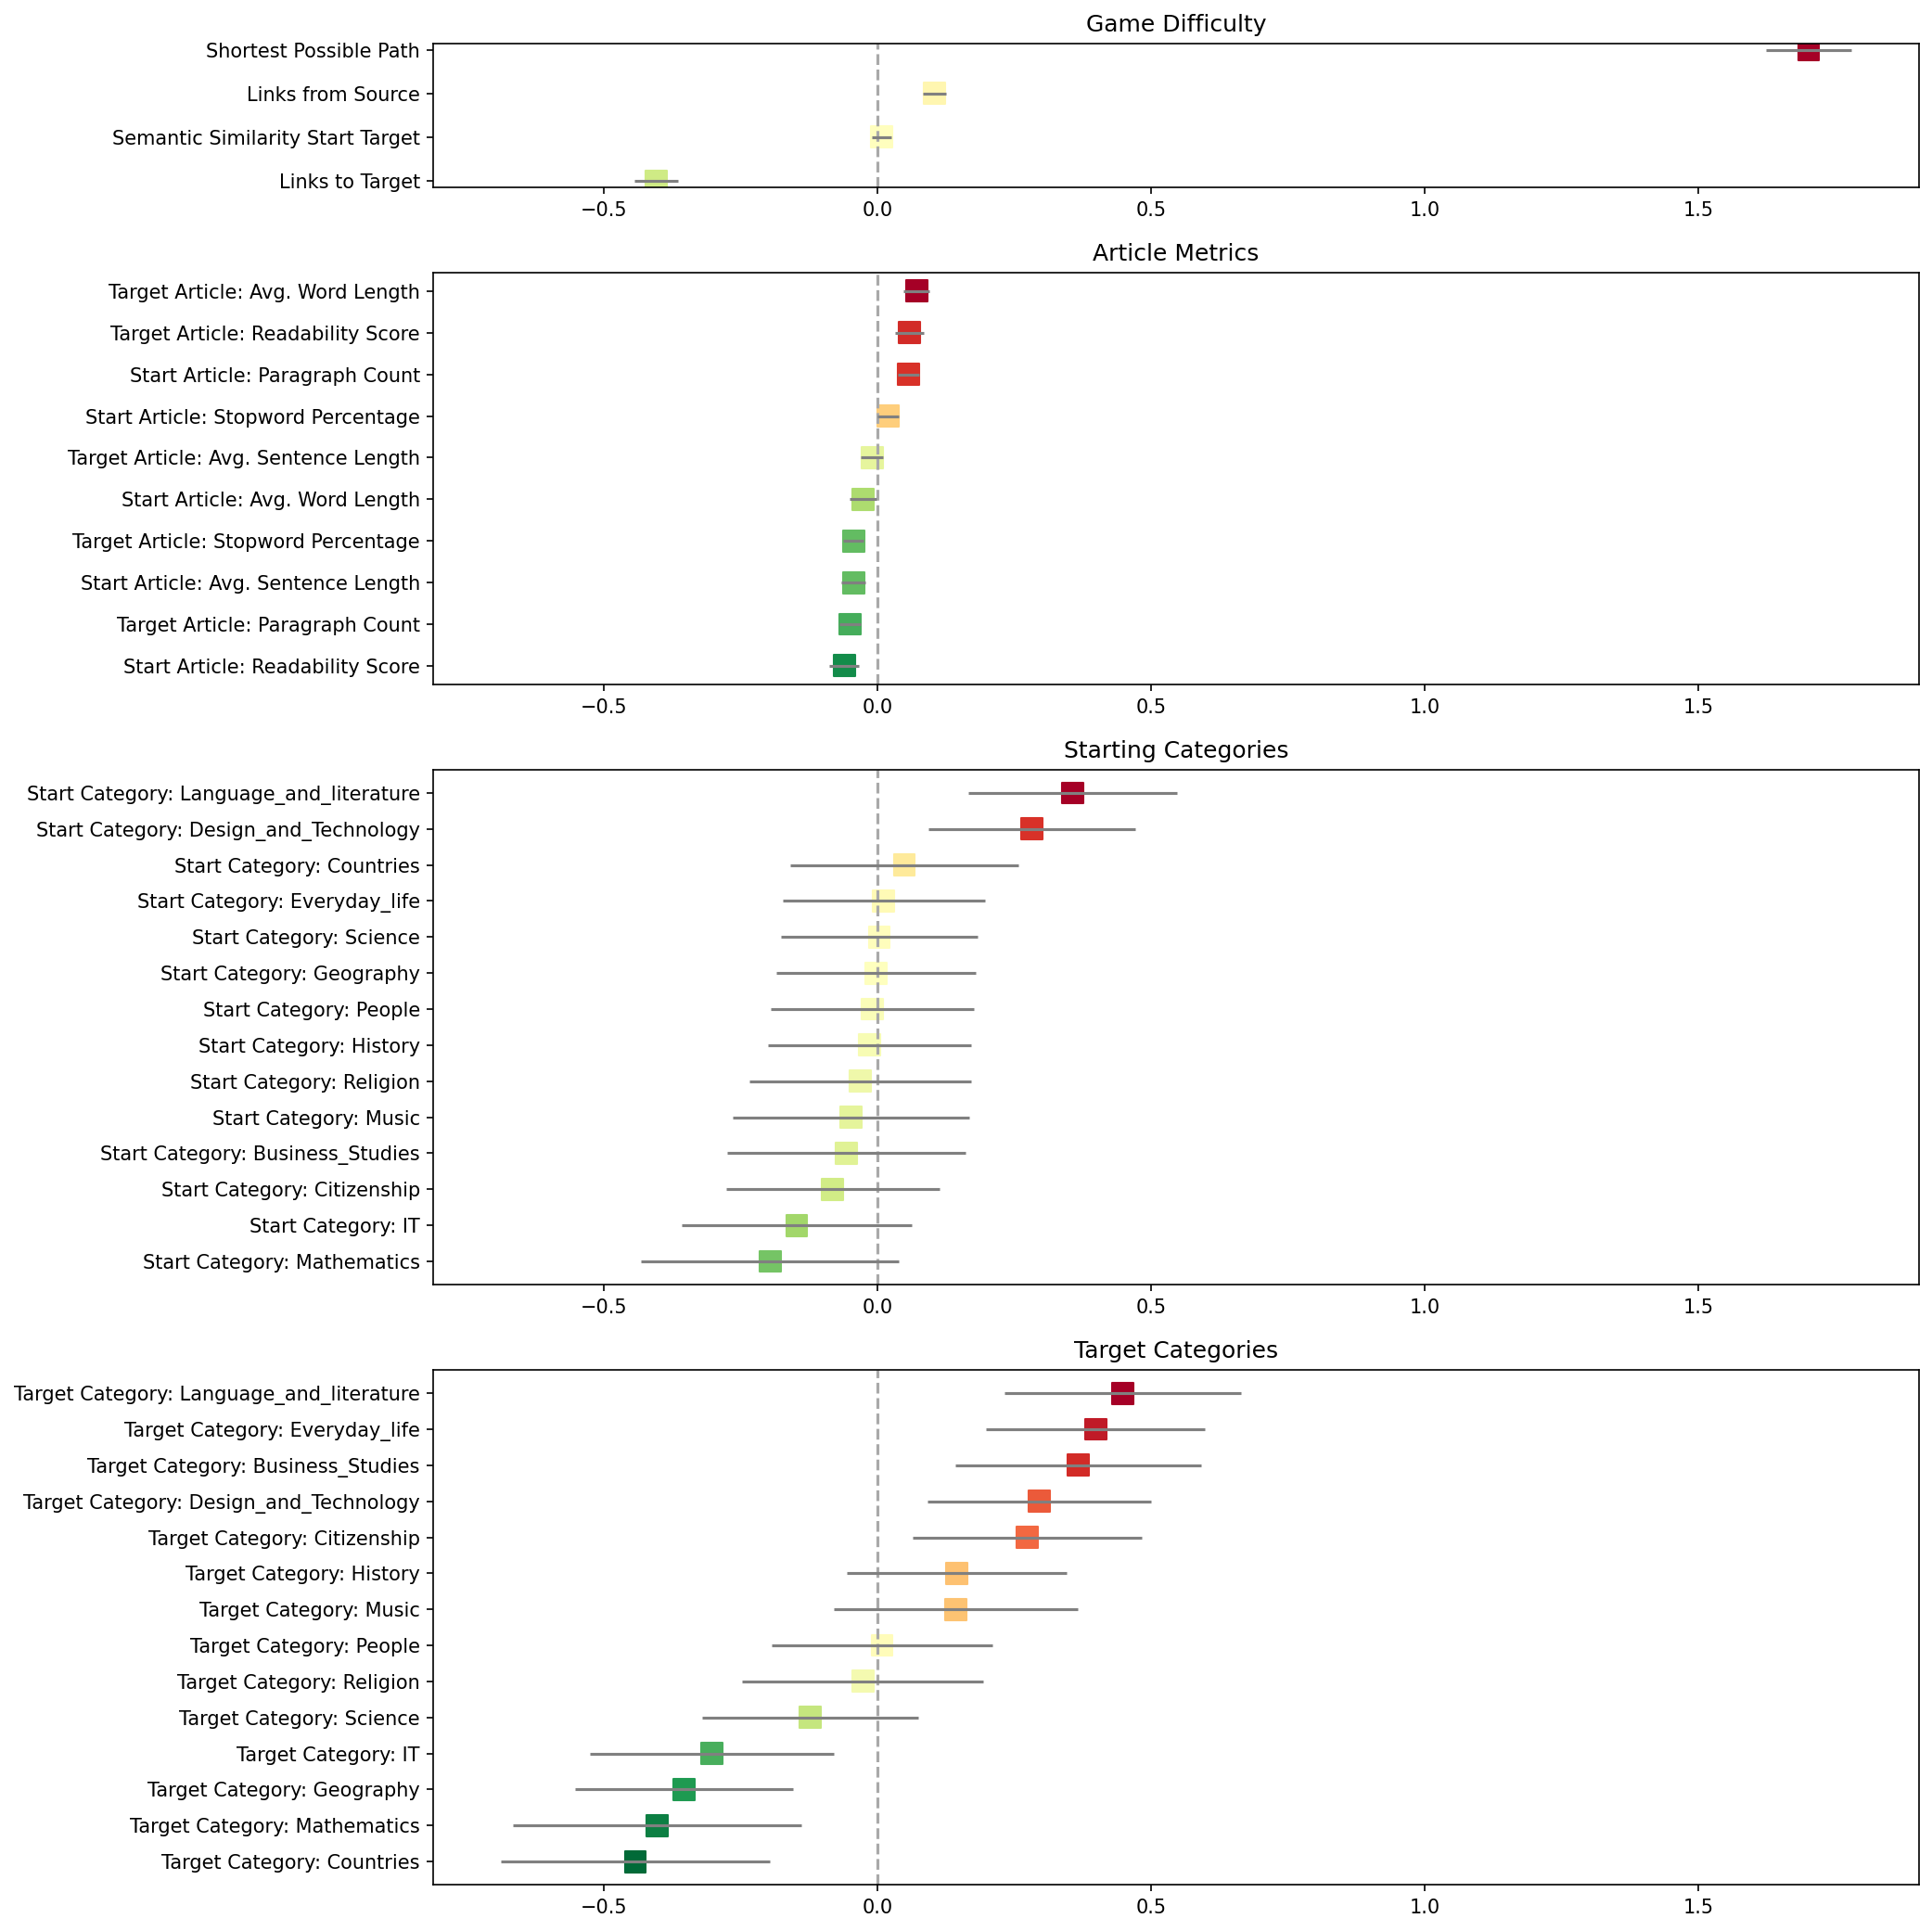 Game Difficulty
Shortest Possible Path
Links from Source
Semantic Similarity Start Target
Links to Target
−0.5 0.0 0.5 1.0 1.5
Article Metrics
Target Article: Avg. Word Length
Target Article: Readability Score
Start Article: Paragraph Count
Start Article: Stopword Percentage
Target Article: Avg. Sentence Length
Start Article: Avg. Word Length
Target Article: Stopword Percentage
Start Article: Avg. Sentence Length
Target Article: Paragraph Count
Start Article: Readability Score
−0.5 0.0 0.5 1.0 1.5
Starting Categories
Start Category: Language_and_literature
Start Category: Design_and_Technology
Start Category: Countries
Start Category: Everyday_life
Start Category: Science
Start Category: Geography
Start Category: People
Start Category: History
Start Category: Religion
Start Category: Music
Start Category: Business_Studies
Start Category: Citizenship
Start Category: IT
Start Category: Mathematics
−0.5 0.0 0.5 1.0 1.5
Target Categories
Target Category: Language_and_literature
Target Category: Everyday_life
Target Category: Business_Studies
Target Category: Design_and_Technology
Target Category: Citizenship
Target Category: History
Target Category: Music
Target Category: People
Target Category: Religion
Target Category: Science
Target Category: IT
Target Category: Geography
Target Category: Mathematics
Target Category: Countries
−0.5 0.0 0.5 1.0 1.5